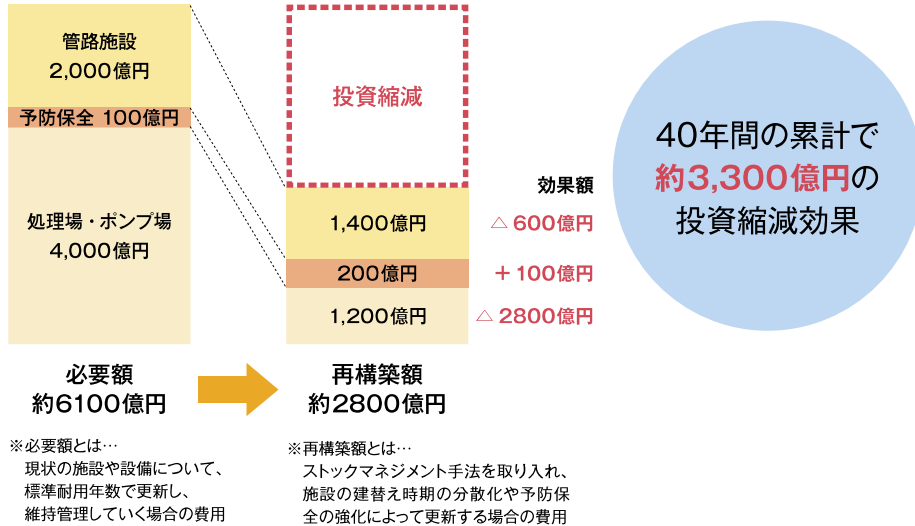 管路施設
2,000億円
予防保全 100億円
処理場・ポンプ場
4,000億円
必要額
約6100億円
※必要額とは…
現状の施設や設備について、
標準耐用年数で更新し、
維持管理していく場合の費用
投資縮減
1,400億円
200億円
1,200億円
再構築額
約2800億円
※再構築額とは…
ストックマネジメント手法を取り入れ、
施設の建替え時期の分散化や予防保
全の強化によって更新する場合の費用
効果額
△ 600億円
+ 100億円
△ 2800億円
40年間の累計で
約3,300億円の
投資縮減効果